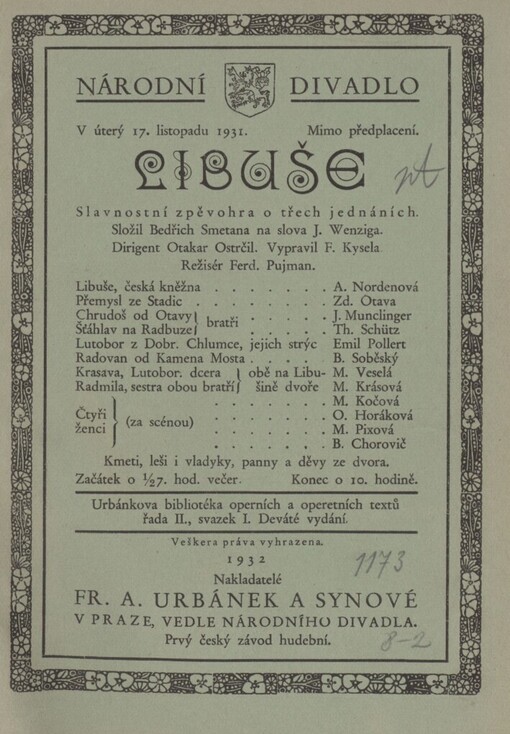 NÁRODNÍ DIVADLO
V úterý 17. listopadu 1931. Mimo předplacení.
LIBUŠE
pt
Slavnostní zpěvohra o třech jednáních.
Složil Bedřich Smetana na slova J. Wenziga.
Dirigent Otakar Ostrčil. Vypravil F. Kysela
Režisér Ferd. Pujman.
Libuše, česká kněžna . . . . . . . A. Nordenová
Přemysl ze Stadic . . . . . . . . Zd. Otava
Chrudoš od Otavy } bratři . . . . . J. Munclinger
Šťáhlav na Radbuze } . . . . . Th. Schütz
Lutobor z Dobr. Chlumce, jejich strýc Emil Pollert
Radovan od Kamena Mosta . . . . . B. Soběský
Krasava, Lutobor. dcera } obě na Libu- M. Veselá
Radmila, sestra obou bratří } šině dvoře M. Krásová
Čtyři ženci } (za scénou) . . . . . . . M. Kočová
. . . . . . . O. Horáková
. . . . . . . M. Pixová
. . . . . . . B. Chorovič
Kmeti, leši i vladyky, panny a děvy ze dvora.
Začátek o ½7. hod. večer. Konec o 10. hodině.
Urbánkova bibliotéka operních a operetních textů
řada II., svazek I. Deváté vydání.
Veškera práva vyhrazena.
1932
1173
Nakladatelé
FR. A. URBÁNEK A SYNOVÉ
V PRAZE, VEDLE NÁRODNÍHO DIVADLA.
Prvý český závod hudební.
8-2